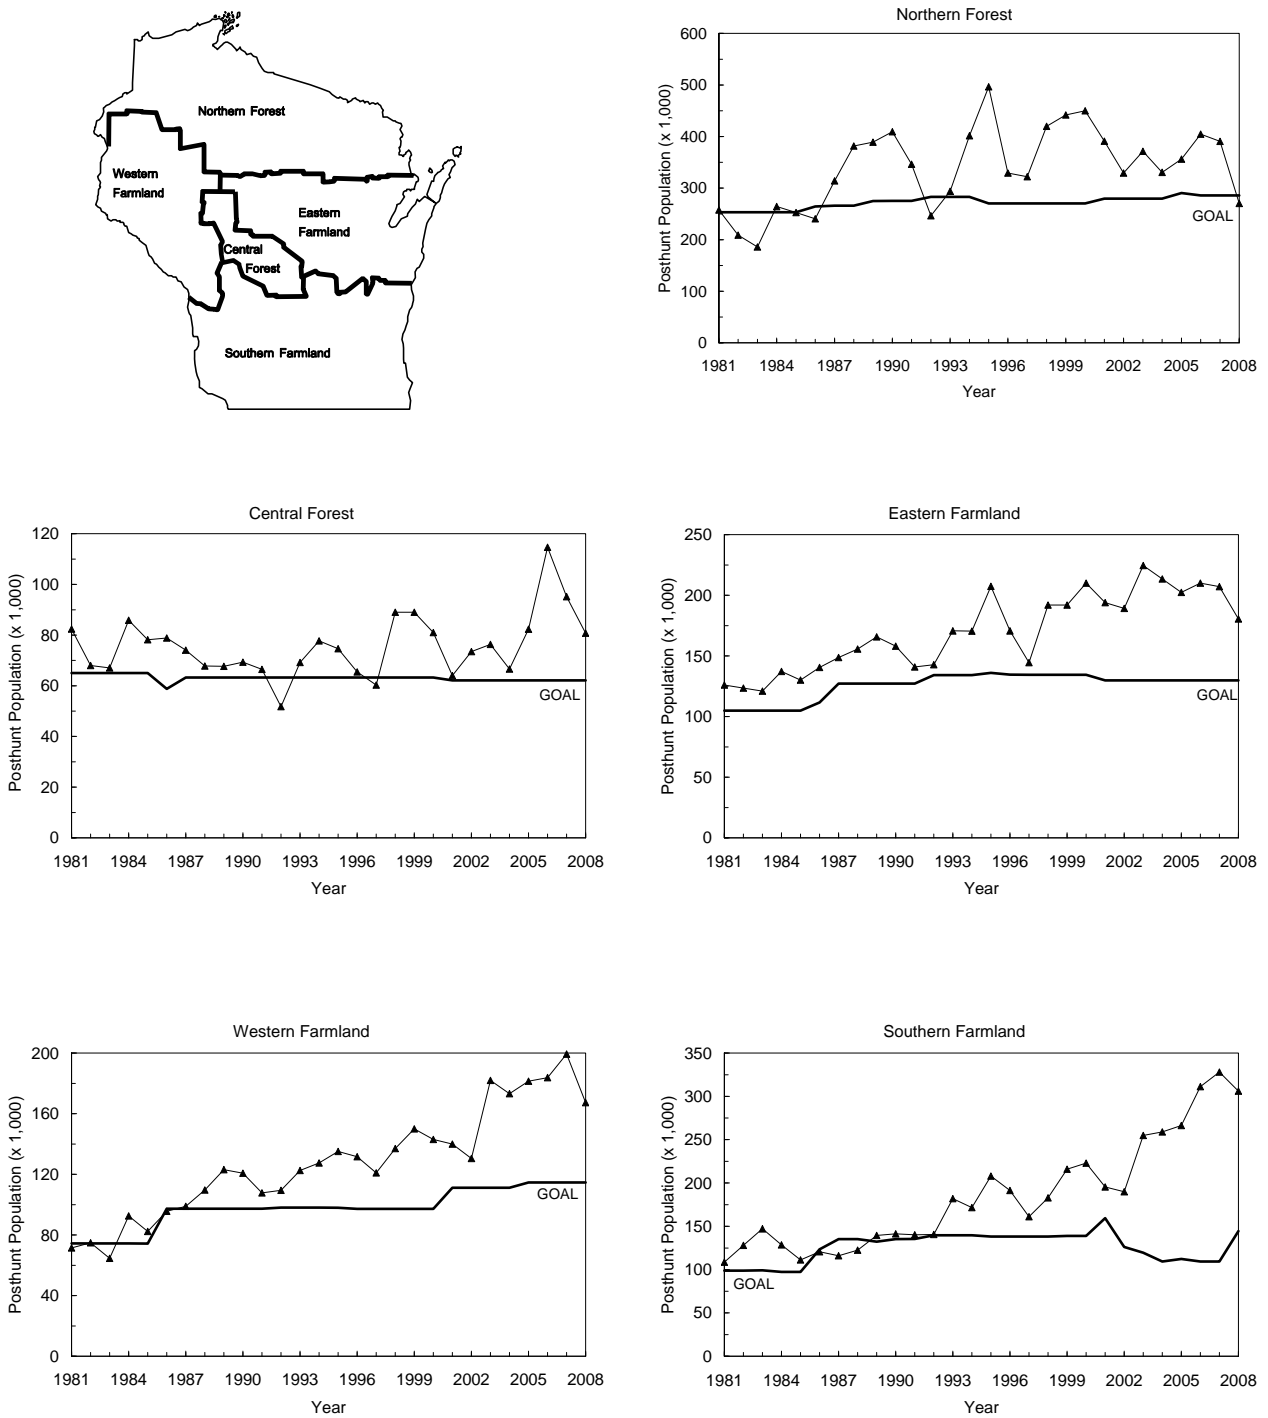 Northern Forest
Western
Farmland
Eastern
Farmland
Central
Forest
Southern Farmland
Northern Forest
Posthunt Population (x 1,000)
600
500
400
300
200
100
0
GOAL
1981 1984 1987 1990 1993 1996 1999 2002 2005 2008
Year
Central Forest
Posthunt Population (x 1,000)
120
100
80
60
40
20
0
GOAL
1981 1984 1987 1990 1993 1996 1999 2002 2005 2008
Year
Eastern Farmland
Posthunt Population (x 1,000)
250
200
150
100
50
0
GOAL
1981 1984 1987 1990 1993 1996 1999 2002 2005 2008
Year
Western Farmland
Posthunt Population (x 1,000)
200
160
120
80
40
0
GOAL
1981 1984 1987 1990 1993 1996 1999 2002 2005 2008
Year
Southern Farmland
Posthunt Population (x 1,000)
350
300
250
200
150
100
50
0
GOAL
1981 1984 1987 1990 1993 1996 1999 2002 2005 2008
Year